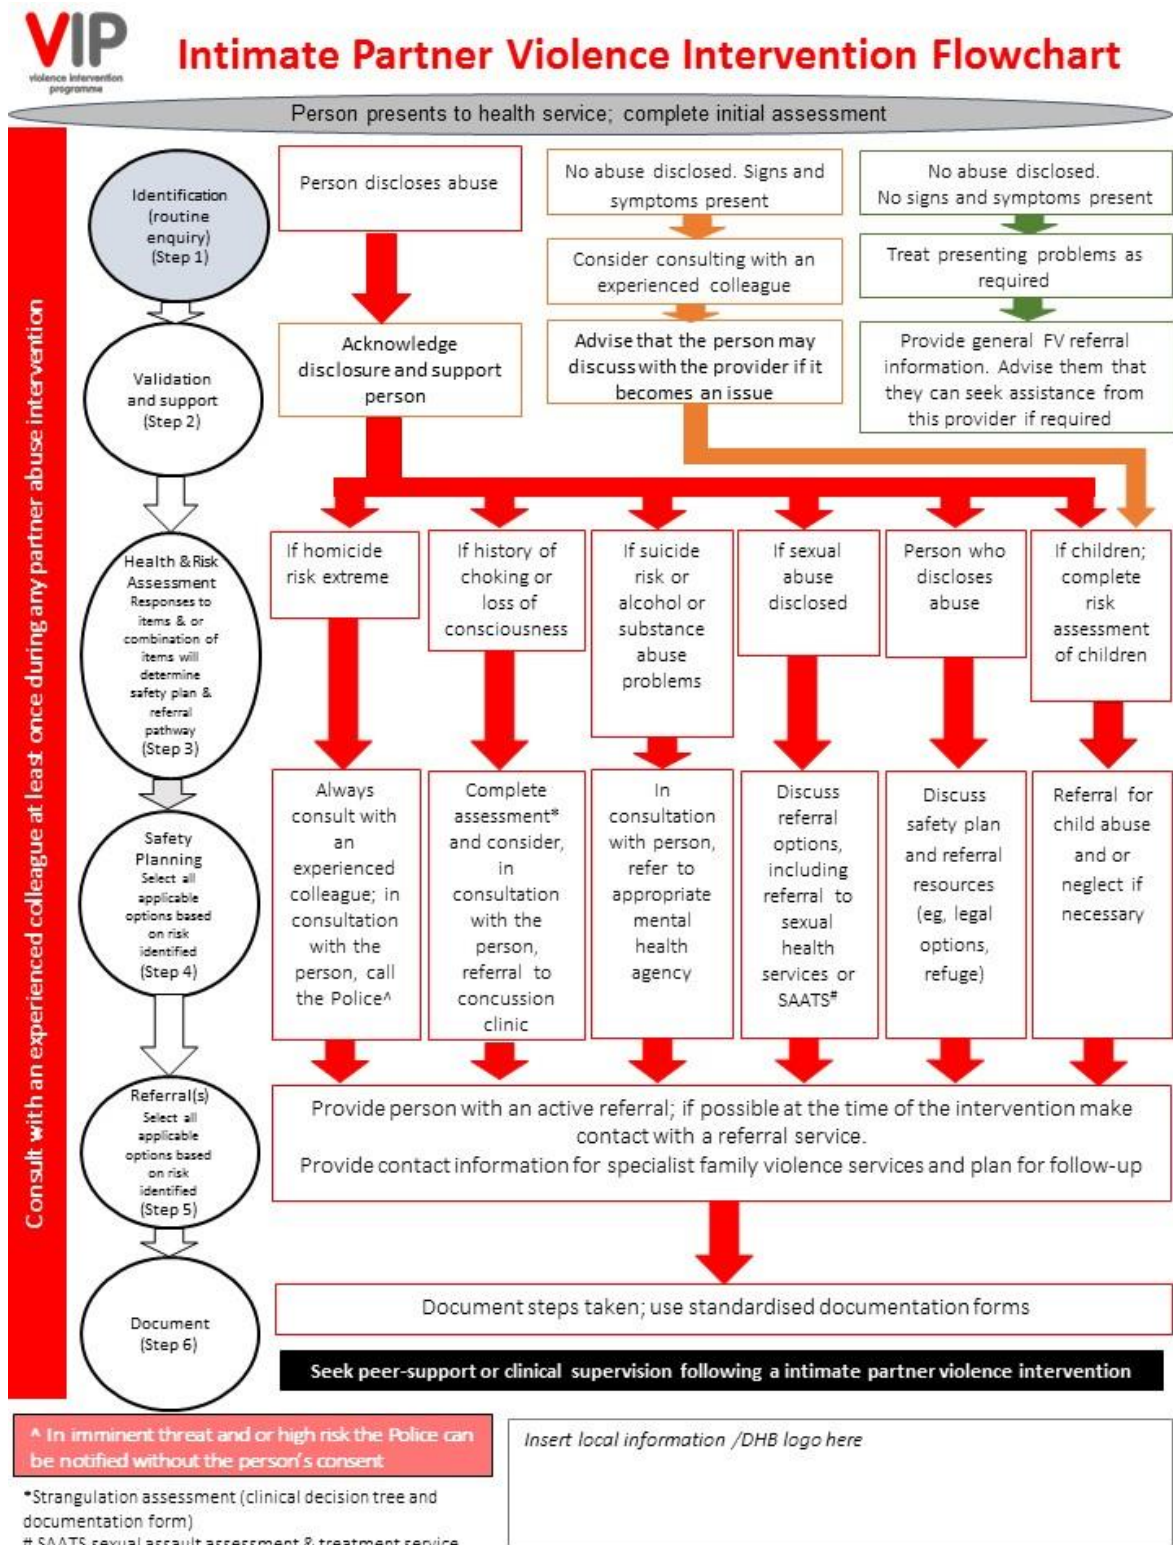 VIP
violence intervention
programme
Intimate Partner Violence Intervention Flowchart
Person presents to health service; complete initial assessment
Consult with an experienced colleague at least once during any partner abuse intervention
Identification
(routine
enquiry)
(Step 1)
Person discloses abuse
No abuse disclosed. Signs and
symptoms present
No abuse disclosed.
No signs and symptoms present
Consider consulting with an
experienced colleague
Treat presenting problems as
required
Validation
and support
(Step 2)
Acknowledge
disclosure and support
person
Advise that the person may
discuss with the provider if it
becomes an issue
Provide general FV referral
information. Advise them that
they can seek assistance from
this provider if required
Health & Risk
Assessment
Responses to
items & or
combination of
items will
determine
safety plan &
referral
pathway
(Step 3)
If homicide
risk extreme
If history of
choking or
loss of
consciousness
If suicide
risk or
alcohol or
substance
abuse
problems
If sexual
abuse
disclosed
Person who
discloses
abuse
If children;
complete
risk
assessment
of children
Safety
Planning
Select all
applicable
options based
on risk
identified
(Step 4)
Always
consult with
an
experienced
colleague; in
consultation
with the
person, call
the Police^
Complete
assessment*
and consider,
in
consultation
with the
person,
referral to
concussion
clinic
In
consultation
with person,
refer to
appropriate
mental
health
agency
Discuss
referral
options,
including
referral to
sexual
health
services or
SAATS#
Discuss
safety plan
and referral
resources
(eg, legal
options,
refuge)
Referral for
child abuse
and or
neglect if
necessary
Referral(s)
Select all
applicable
options based
on risk
identified
(Step 5)
Provide person with an active referral; if possible at the time of the intervention make
contact with a referral service.
Provide contact information for specialist family violence services and plan for follow-up
Document
(Step 6)
Document steps taken; use standardised documentation forms
Seek peer-support or clinical supervision following a intimate partner violence intervention
^ In imminent threat and or high risk the Police can
be notified without the person's consent
*Strangulation assessment (clinical decision tree and
documentation form)
# SAATS sexual assault assessment & treatment service
Insert local information /DHB logo here